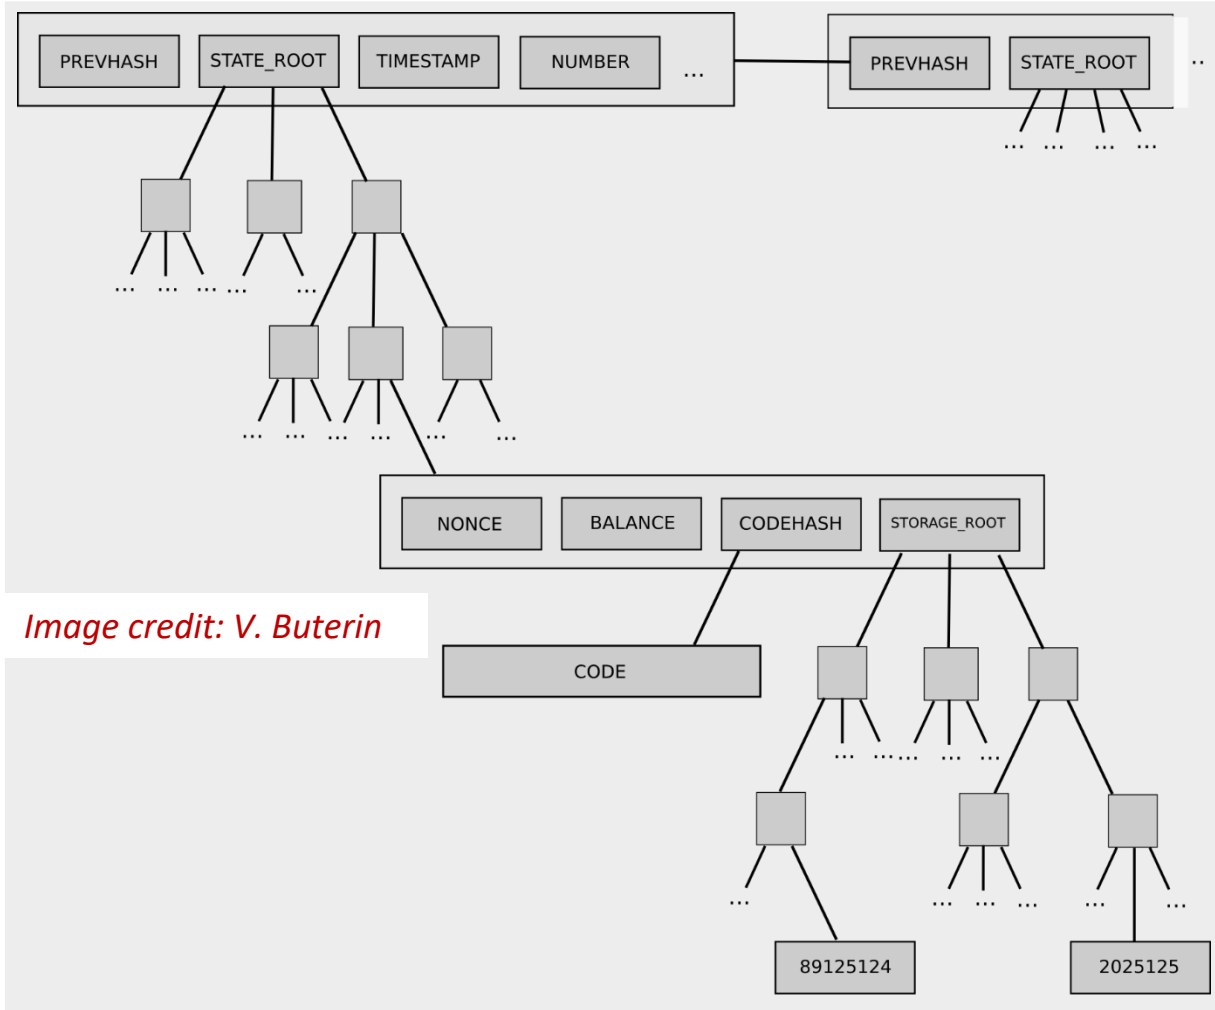 PREVHASH STATE_ROOT TIMESTAMP NUMBER ... PREVHASH STATE_ROOT ..
... ... ... ...
... ... ... ... ...
... ... ... ... ... ...
NONCE BALANCE CODEHASH STORAGE_ROOT
Image credit: V. Buterin
CODE
... ... ... ... ...
... ... ... ... ... ...
89125124 2025125